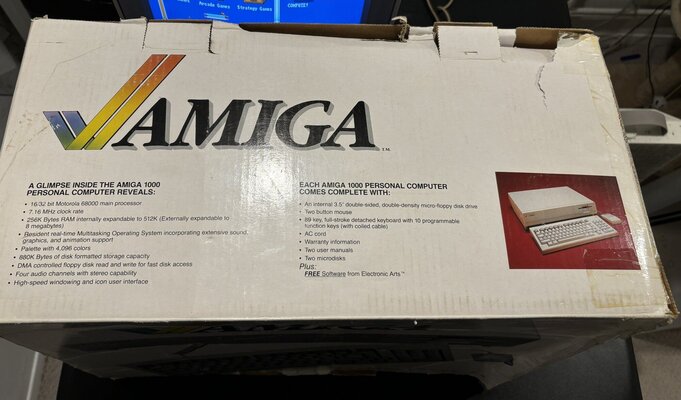 Arcade Games Strategy Games COMPUTEY
AMIGA T.M.
A GLIMPSE INSIDE THE AMIGA 1000
PERSONAL COMPUTER REVEALS:
• 16/32 bit Motorola 68000 main processor
• 7.16 MHz clock rate
• 256K Bytes RAM internally expandable to 512K (Externally expandable to
8 megabytes)
• Resident real-time Multitasking Operating System incorporating extensive sound,
graphics, and animation support
• Palette with 4,096 colors
• 880K Bytes of disk formatted storage capacity
• DMA controlled floppy disk read and write for fast disk access
• Four audio channels with stereo capability
• High-speed windowing and icon user interface
EACH AMIGA 1000 PERSONAL COMPUTER
COMES COMPLETE WITH:
• An internal 3.5" double-sided, double-density micro-floppy disk drive
• Two button mouse
• 89 key, full-stroke detached keyboard with 10 programmable
function keys (with coiled cable)
• AC cord
• Warranty information
• Two user manuals
• Two microdisks
Plus:
FREE Software from Electronic Arts™